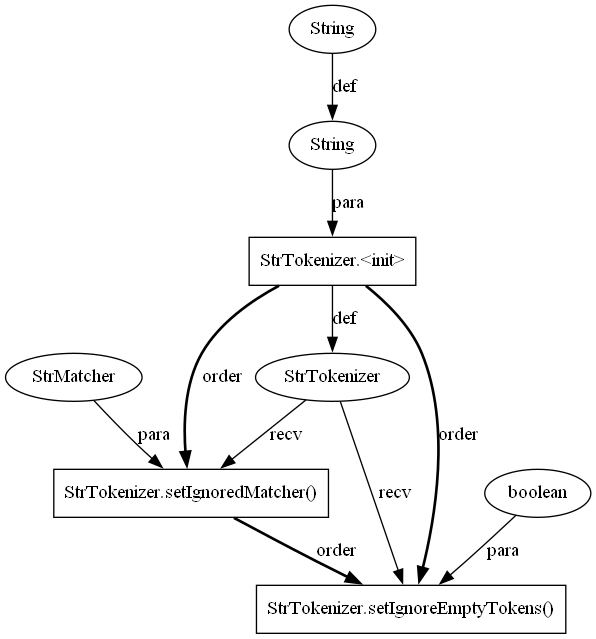 String
def
String
para
StrTokenizer.<init>
def
order
StrMatcher
StrTokenizer
para
recv
order
StrTokenizer.setIgnoredMatcher()
recv
boolean
order
para
StrTokenizer.setIgnoreEmptyTokens()